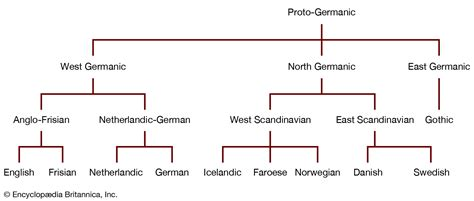 Proto-Germanic
West Germanic North Germanic East Germanic
Anglo-Frisian Netherlandic-German West Scandinavian East Scandinavian Gothic
English Frisian Netherlandic German Icelandic Faroese Norwegian Danish Swedish
© Encyclopædia Britannica, Inc.